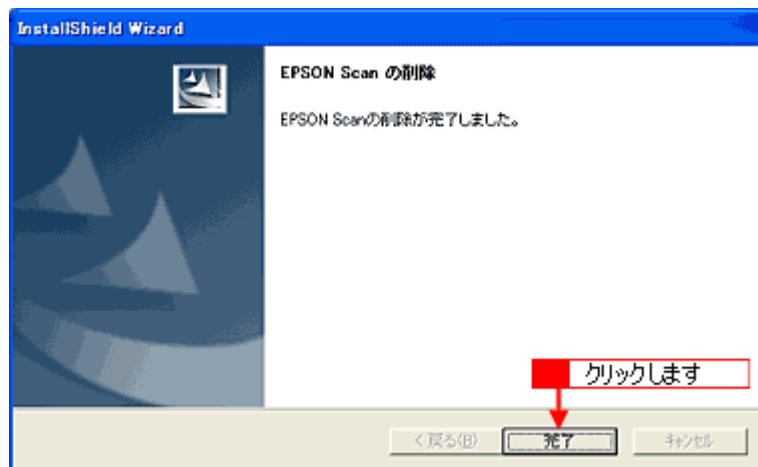 InstallShield Wizard
EPSON Scan の削除
EPSON Scanの削除が完了しました。
クリックします
< 戻る(B)
完了
キャンセル